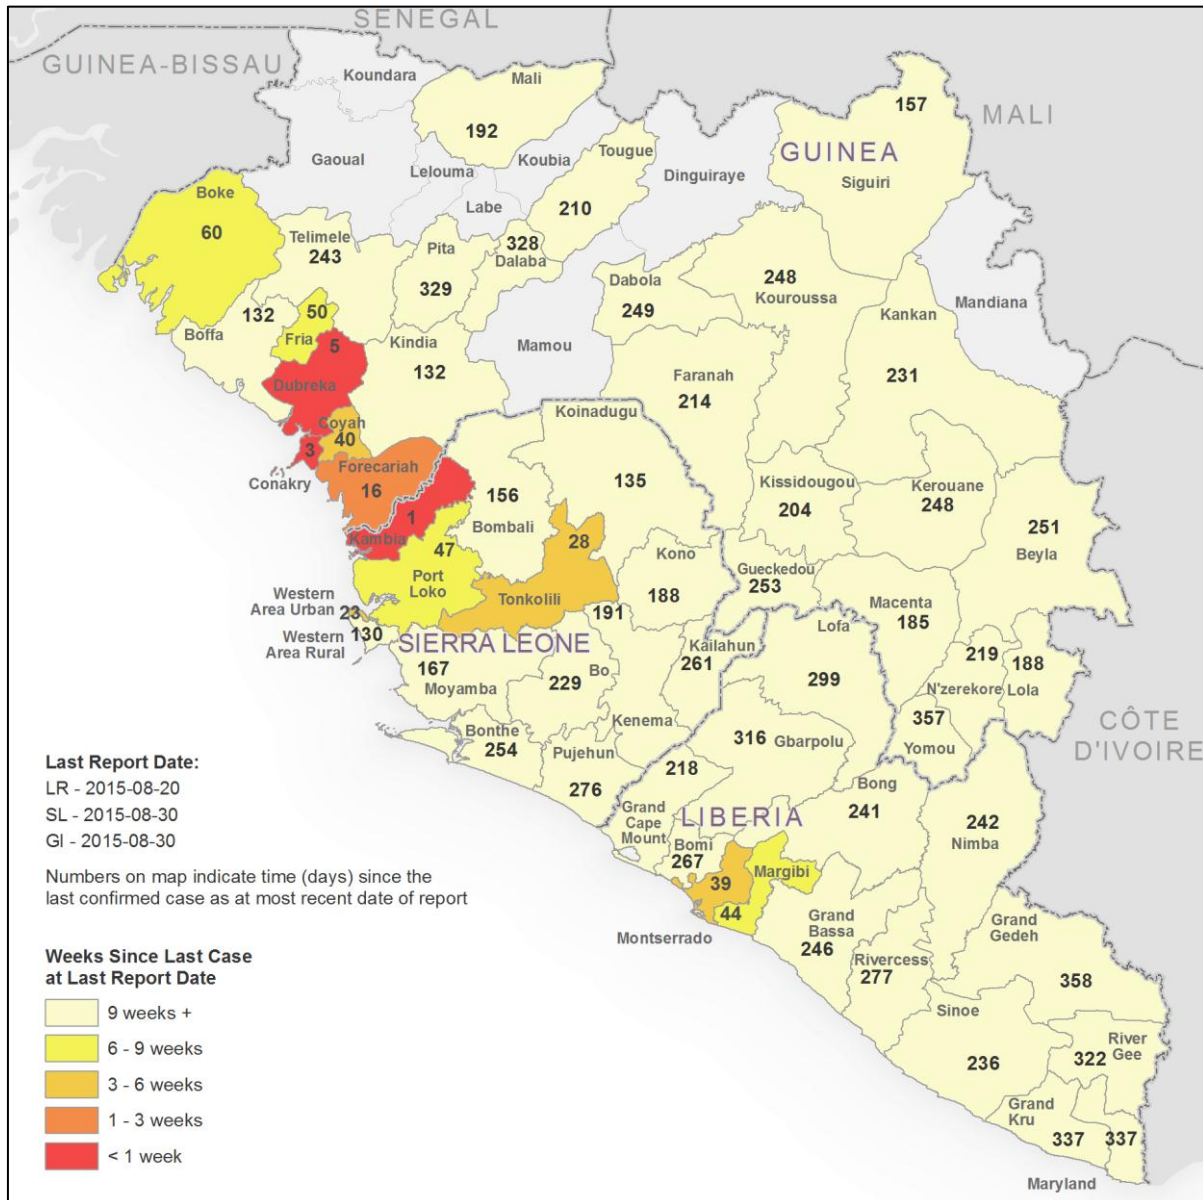 SENEGAL
GUINEA-BISSAU
Koundara
Mali
192
157
MALI
Gaoual
Lelouma
Koubia
Tougue
Dinguiraye
GUINEA
Siguiri
Labe
210
Boke
60
Telimele
243
Pita
329
328
Dalaba
Dabola
249
248
Kouroussa
Mandiana
Kankan
231
132
Boffa
50
Fria
5
Dubreka
Kindia
132
Mamou
Faranah
214
Coyah
40
3
Conakry
Forecariah
16
Koinadugu
135
156
Bombali
Kissidougou
204
Kerouane
248
251
Beyla
1
Kambia
47
Port
Loko
28
Tonkolili
Kono
188
Gueckedou
253
Macenta
185
Western
Area Urban
23
Western
Area Rural
130
191
SIERRA LEONE
Kailahun
261
Lofa
299
219
N'zerekore
188
Lola
167
Moyamba
229
Bo
Kenema
357
Yomou
CÔTE
D'IVOIRE
Bonthe
254
Pujehun
276
316
Gbarpolu
218
Grand
Cape
Mount
LIBERIA
Bong
241
242
Nimba
Bomi
267
39
Margibi
44
Montserrado
Grand
Bassa
246
Rivercess
277
Grand
Gedeh
358
Sinoe
236
River
Gee
322
Grand
Kru
337
337
Maryland
Last Report Date:
LR - 2015-08-20
SL - 2015-08-30
GI - 2015-08-30
Numbers on map indicate time (days) since the
last confirmed case as at most recent date of report
Weeks Since Last Case
at Last Report Date
9 weeks +
6 - 9 weeks
3 - 6 weeks
1 - 3 weeks
< 1 week